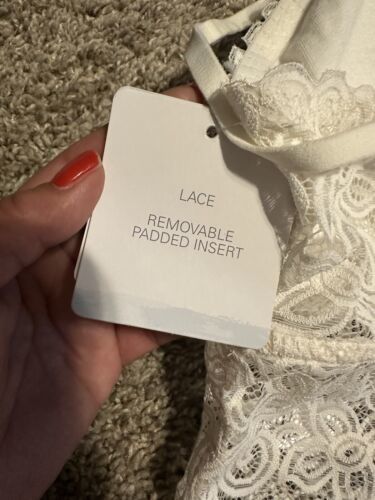 LACE
REMOVABLE
PADDED INSERT